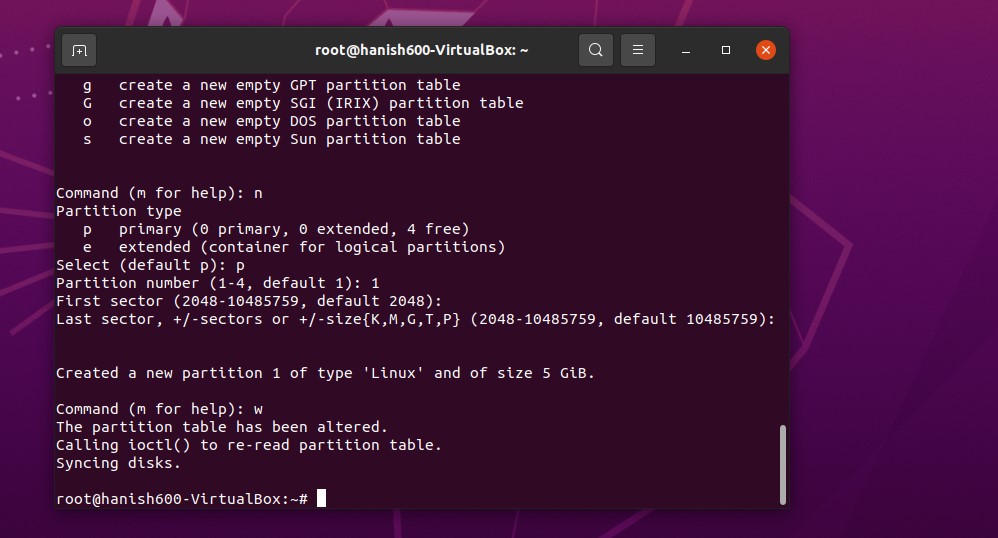 root@hanish600-VirtualBox: ~
g   create a new empty GPT partition table
G   create a new empty SGI (IRIX) partition table
o   create a new empty DOS partition table
s   create a new empty Sun partition table
Command (m for help): n
Partition type
p   primary (0 primary, 0 extended, 4 free)
e   extended (container for logical partitions)
Select (default p): p
Partition number (1-4, default 1): 1
First sector (2048-10485759, default 2048):
Last sector, +/-sectors or +/-size{K,M,G,T,P} (2048-10485759, default 10485759):
Created a new partition 1 of type 'Linux' and of size 5 GiB.
Command (m for help): w
The partition table has been altered.
Calling ioctl() to re-read partition table.
Syncing disks.
root@hanish600-VirtualBox:~#